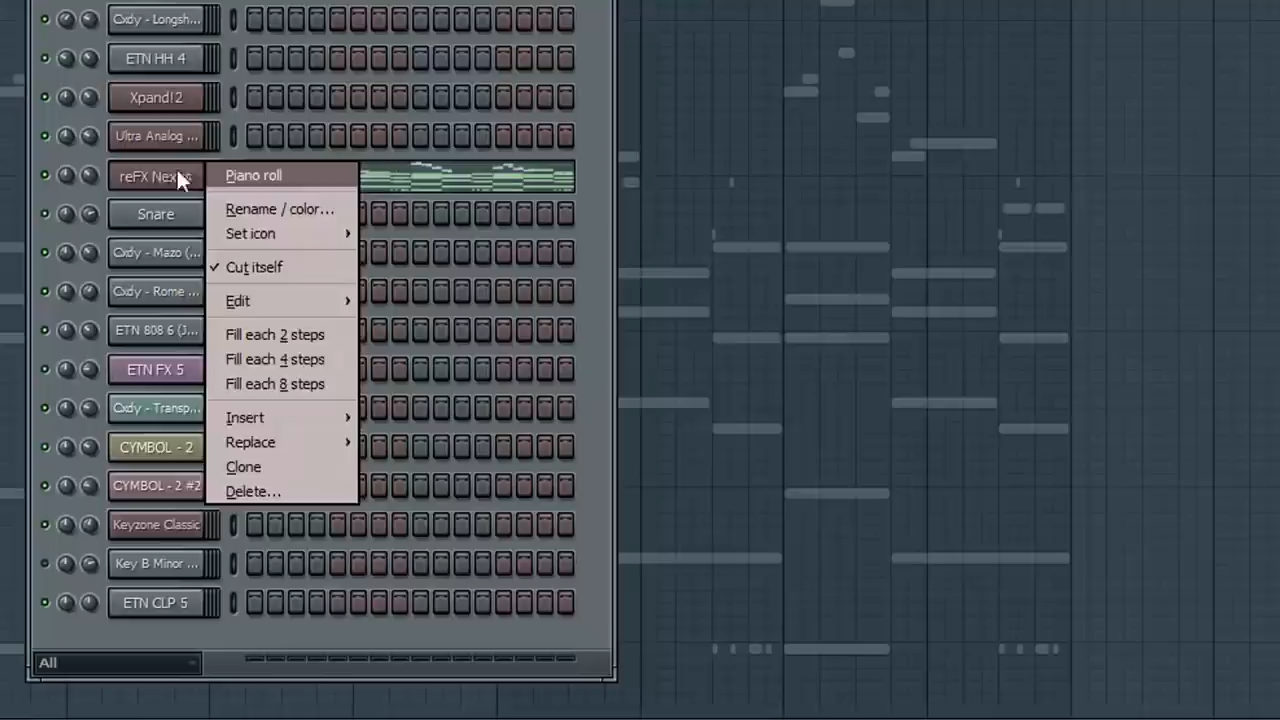 Cxdy - Longsh...
ETN HH 4
Xpand!2
Ultra Analog ...
reFX Nexus
Piano roll
Rename / color...
Set icon
Cut itself
Edit
Fill each 2 steps
Fill each 4 steps
Fill each 8 steps
Insert
Replace
Clone
Delete...
Snare
Cxdy - Mazo (...
Cxdy - Rome ...
ETN 808 6 (J...
ETN FX 5
Cxdy - Transp...
CYMBOL - 2
CYMBOL - 2 #2
Keyzone Classic
Key B Minor ...
ETN CLP 5
All